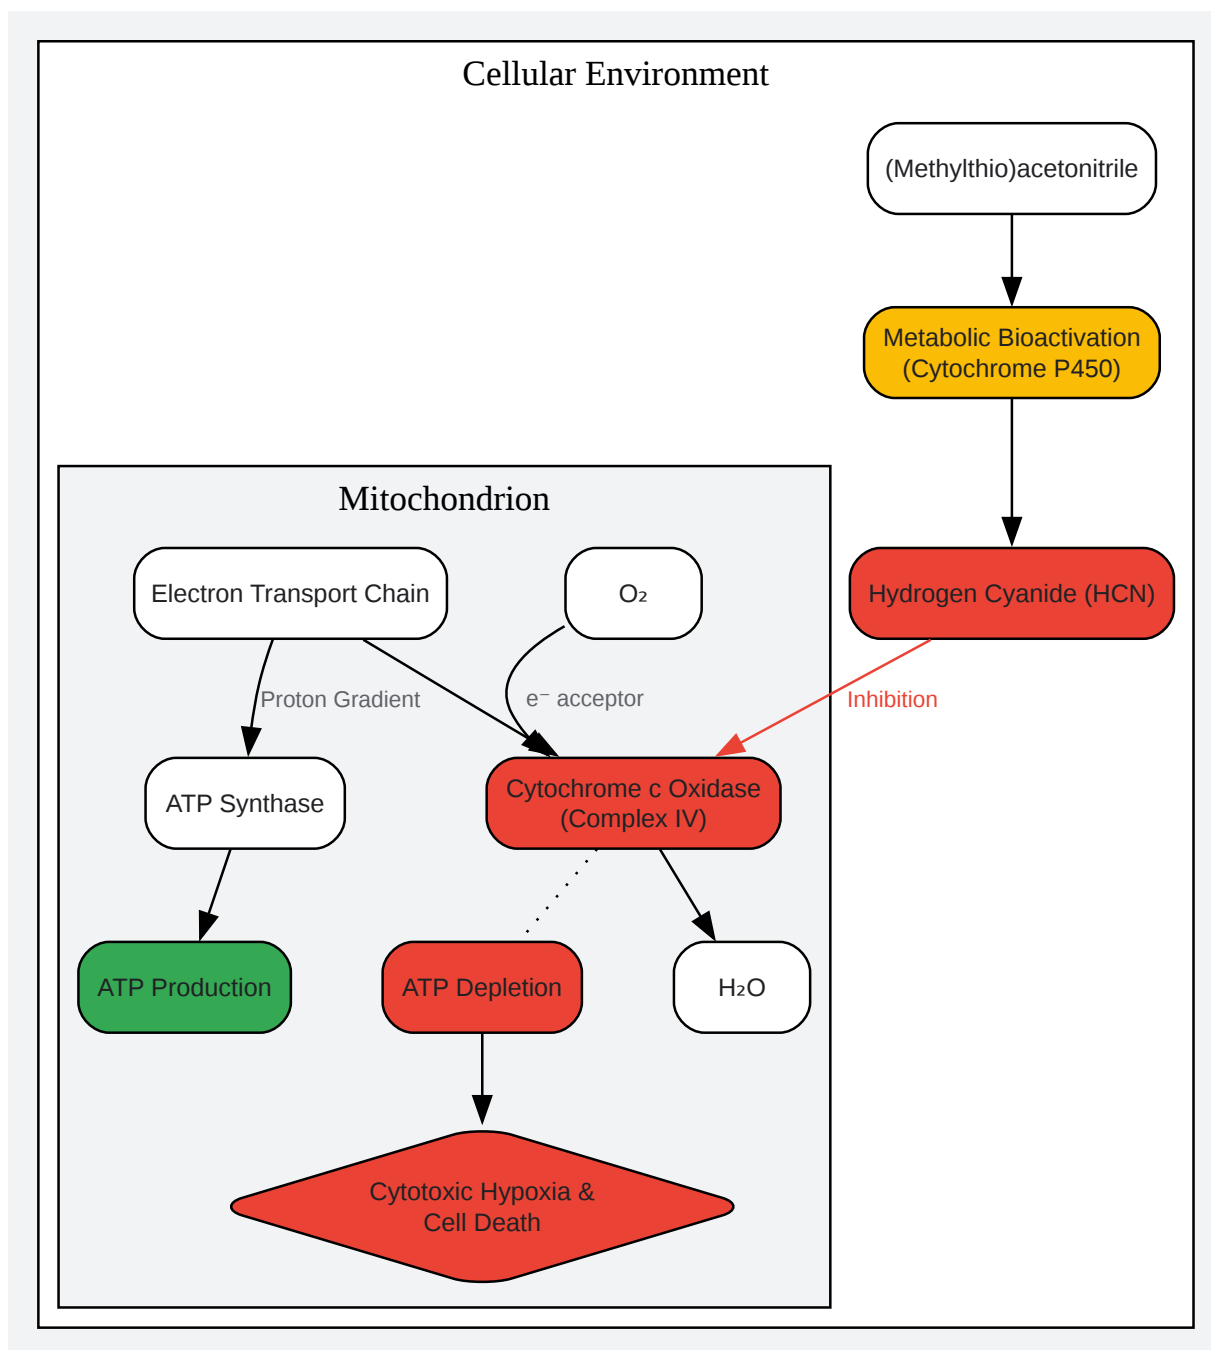 Cellular Environment
(Methylthio)acetonitrile
Metabolic Bioactivation
(Cytochrome P450)
Mitochondrion
Electron Transport Chain
O₂
Hydrogen Cyanide (HCN)
Proton Gradient
e⁻ acceptor
Inhibition
ATP Synthase
Cytochrome c Oxidase
(Complex IV)
ATP Production
ATP Depletion
H₂O
Cytotoxic Hypoxia &
Cell Death